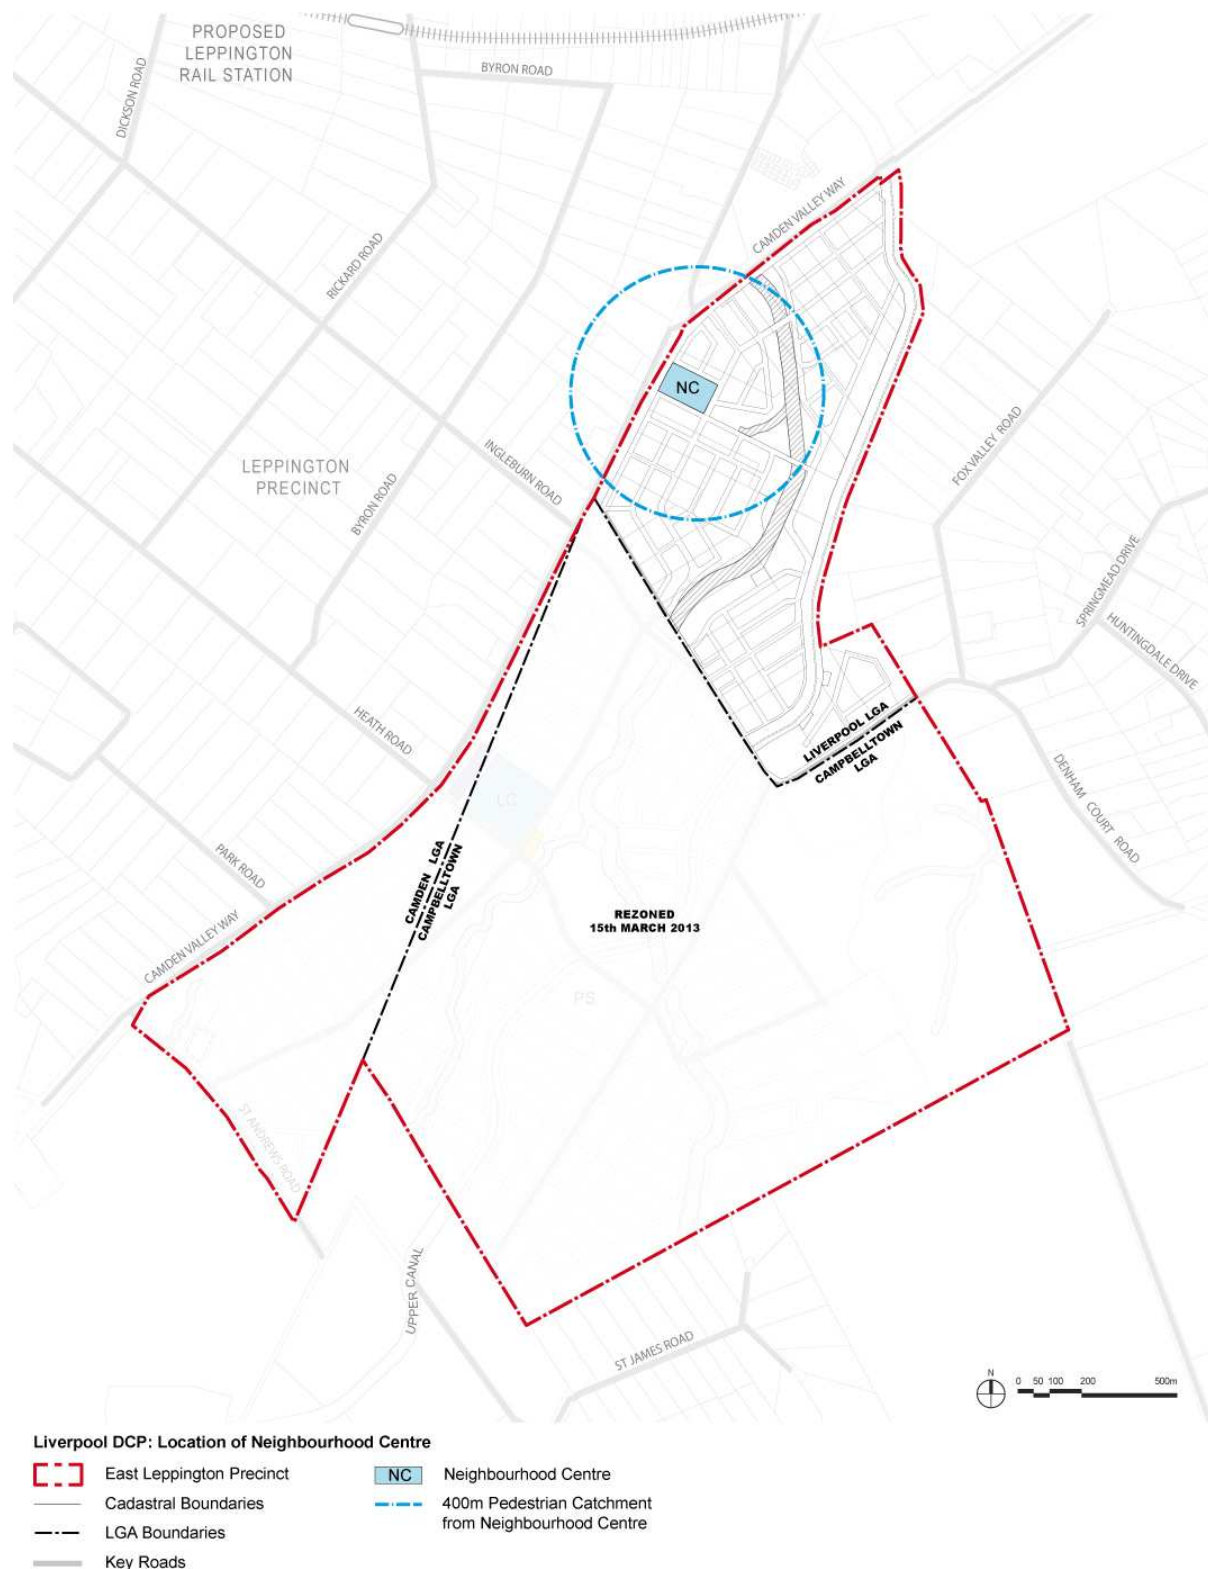 PROPOSED
LEPPINGTON
RAIL STATION
BYRON ROAD
DICKSON ROAD
CAMDEN VALLEY WAY
RICKARD ROAD
NC
INGLEBURN ROAD
FOX VALLEY ROAD
LEPPINGTON
PRECINCT
BYRON ROAD
SPRINGMEAD DRIVE
HUNTINGDALE DRIVE
HEATH ROAD
LIVERPOOL LGA
CAMPBELLTOWN
LGA
DENHAM COURT ROAD
LC
PARK ROAD
CAMDEN LGA
CAMPBELLTOWN
LGA
REZONED
15th MARCH 2013
CAMDEN VALLEY WAY
PS
ST ANDREWS ROAD
UPPER CANAL
ST JAMES ROAD
N
0 50 100 200 500m
Liverpool DCP: Location of Neighbourhood Centre
East Leppington Precinct
Cadastral Boundaries
LGA Boundaries
Key Roads
NC Neighbourhood Centre
400m Pedestrian Catchment
from Neighbourhood Centre